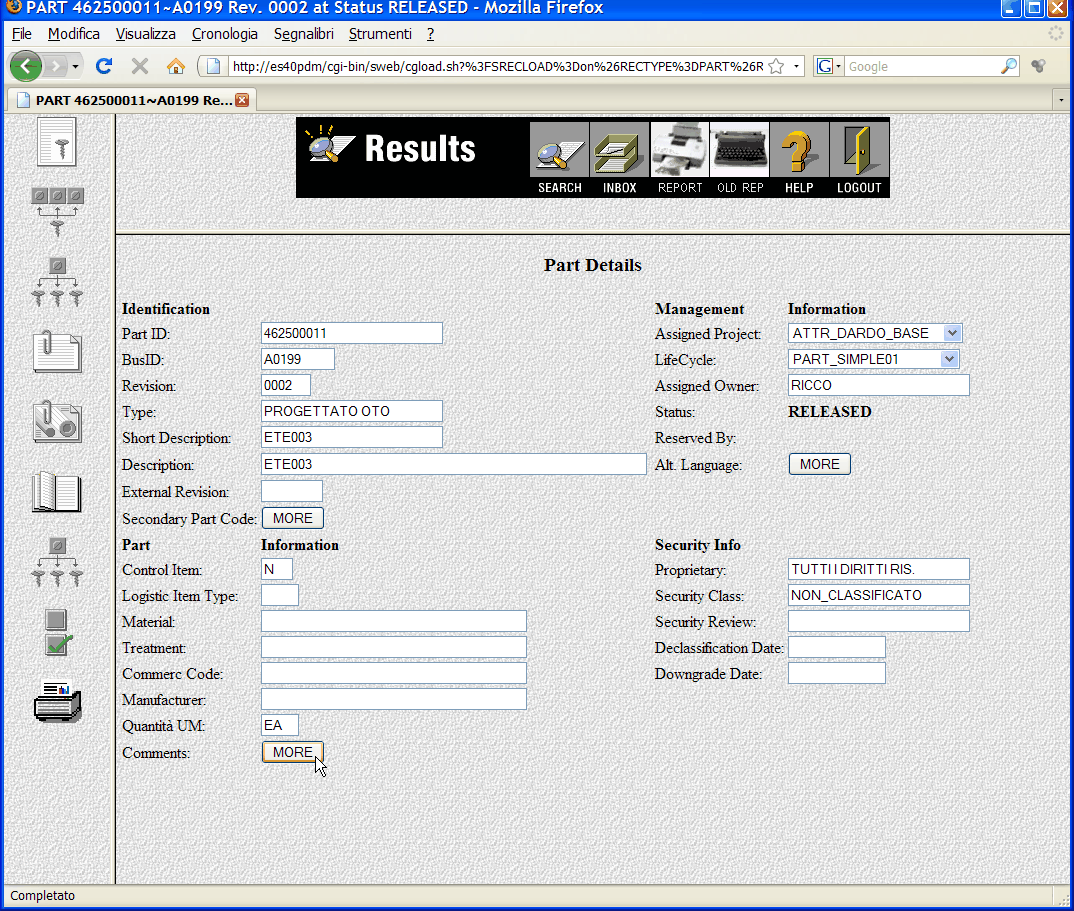 PART 462500011~A0199 Rev. 0002 at Status RELEASED - Mozilla Firefox
File Modifica Visualizza Cronologia Segnalibri Strumenti ?
http://es40pdm/cgi-bin/sweb/cgload.sh?%3FSRECLOAD%3Don%26RECTYPE%3DPART%26R
G Google
PART 462500011~A0199 Re...
Results
SEARCH INBOX REPORT OLD REP HELP LOGOUT
Part Details
Identification Management Information
Part ID: 462500011 Assigned Project: ATTR_DARDO_BASE
BusID: A0199 LifeCycle: PART_SIMPLE01
Revision: 0002 Assigned Owner: RICCO
Type: PROGETTATO OTO Status: RELEASED
Short Description: ETE003 Reserved By:
Description: ETE003 Alt. Language: MORE
External Revision:
Secondary Part Code: MORE
Part Information Security Info
Control Item: N Proprietary: TUTTI I DIRITTI RIS.
Logistic Item Type: Security Class: NON_CLASSIFICATO
Material: Security Review:
Treatment: Declassification Date:
Commerc Code: Downgrade Date:
Manufacturer:
Quantità UM: EA
Comments: MORE
Completato